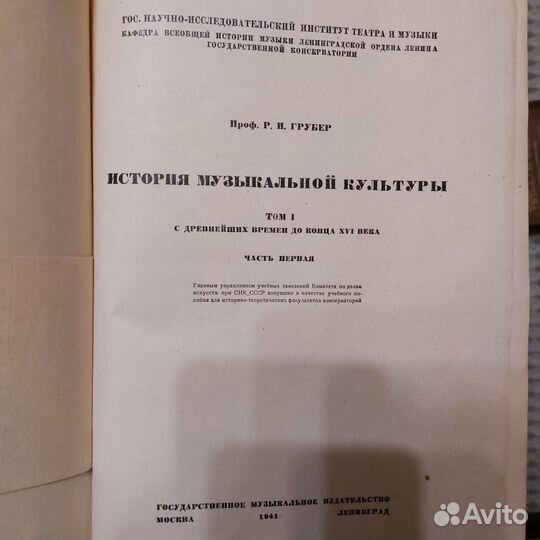 ГОС. НАУЧНО-ИССЛЕДОВАТЕЛЬСКИЙ ИНСТИТУТ ТЕАТРА И МУЗЫКИ
КАФЕДРА ВСЕОБЩЕЙ ИСТОРИИ МУЗЫКИ ЛЕНИНГРАДСКОЙ ОРДЕНА ЛЕНИНА
ГОСУДАРСТВЕННОЙ КОНСЕРВАТОРИИ
Проф. Р. И. ГРУБЕР
ИСТОРИЯ МУЗЫКАЛЬНОЙ КУЛЬТУРЫ
ТОМ I
С ДРЕВНЕЙШИХ ВРЕМЕН ДО КОНЦА XVI ВЕКА
ЧАСТЬ ПЕРВАЯ
Главным управлением учебных заведений Комитета по делам
искусств при СНК СССР допущено в качестве учебного по-
собия для историко-теоретических факультетов консерваторий
ГОСУДАРСТВЕННОЕ МУЗЫКАЛЬНОЕ ИЗДАТЕЛЬСТВО
МОСКВА 1941 ЛЕНИНГРАД
Avito